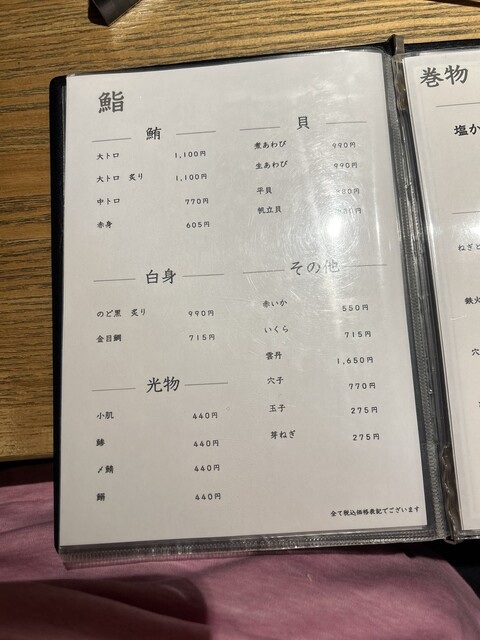 鮨
鮪
大トロ 1,100円
大トロ 炙り 1,100円
中トロ 770円
赤身 605円
白身
のど黒 炙り 990円
金目鯛 715円
光物
小肌 440円
鯵 440円
〆鯖 440円
鰯 440円
貝
煮あわび 990円
生あわび 990円
平貝
帆立貝
その他
赤いか 550円
いくら 715円
雲丹 1,650円
穴子 770円
玉子 275円
芽ねぎ 275円
全て税込価格表記でございます
巻物
塩か
ねぎと
鉄火
穴